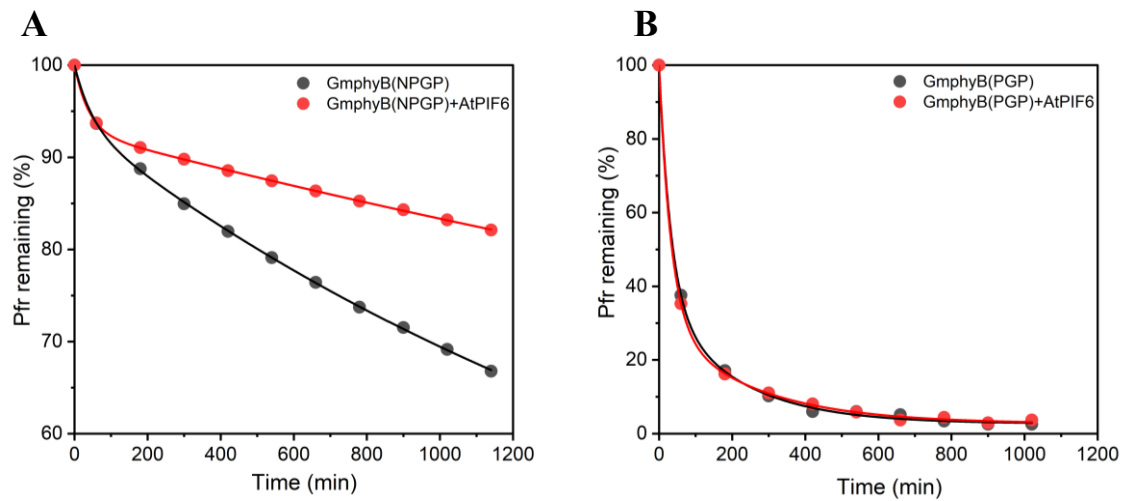 A
B
GmphyB(NPGP)
GmphyB(NPGP)+AtPIF6
Pfr remaining (%)
100
90
80
70
60
0 200 400 600 800 1000 1200
Time (min)
GmphyB(PGP)
GmphyB(PGP)+AtPIF6
Pfr remaining (%)
100
80
60
40
20
0
0 200 400 600 800 1000 1200
Time (min)